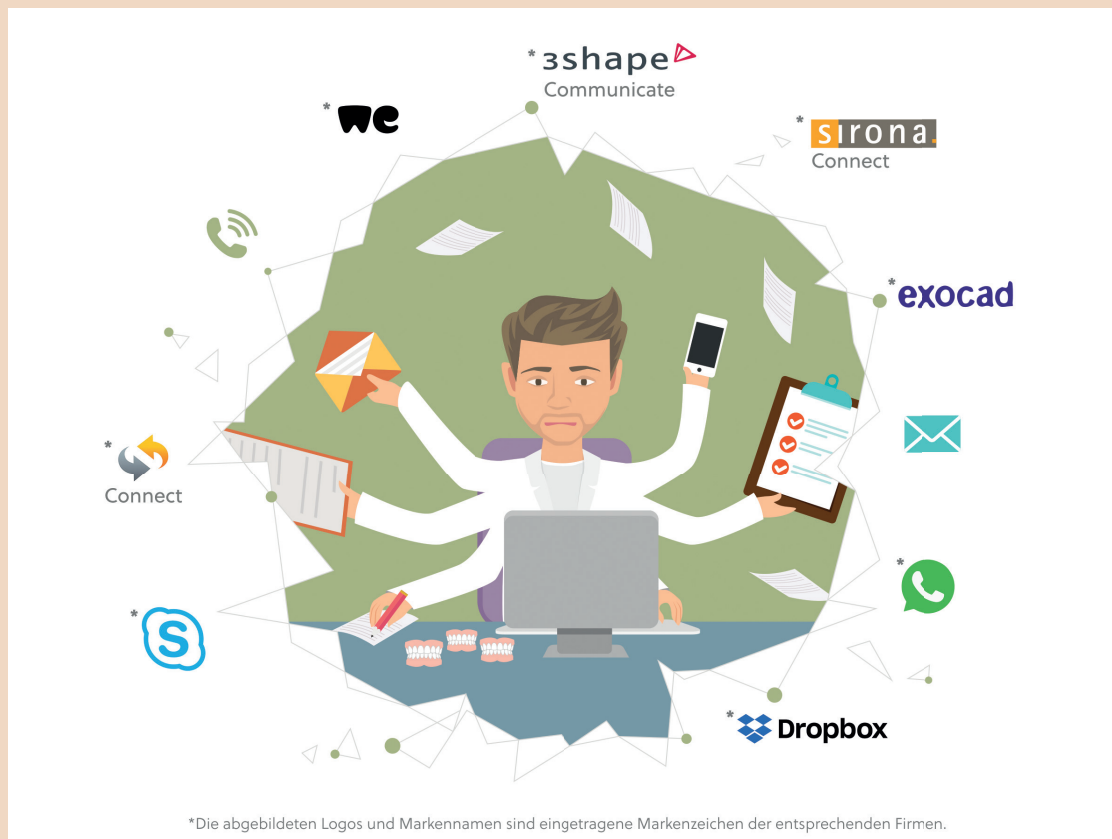 *3shape
Communicate
*we
*sirona.
Connect
*exocad
*
Connect
*
*S
*Dropbox
*Die abgebildeten Logos und Markennamen sind eingetragene Markenzeichen der entsprechenden Firmen.